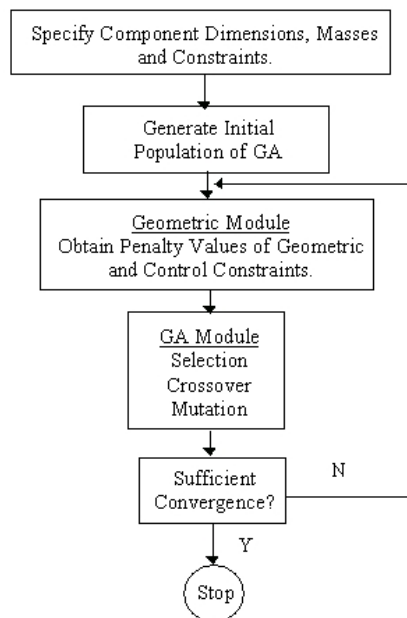 Specify Component Dimensions, Masses
and Constraints.
Generate Initial
Population of GA
Geometric Module
Obtain Penalty Values of Geometric
and Control Constraints.
GA Module
Selection
Crossover
Mutation
Sufficient
Convergence?
N
Y
Stop